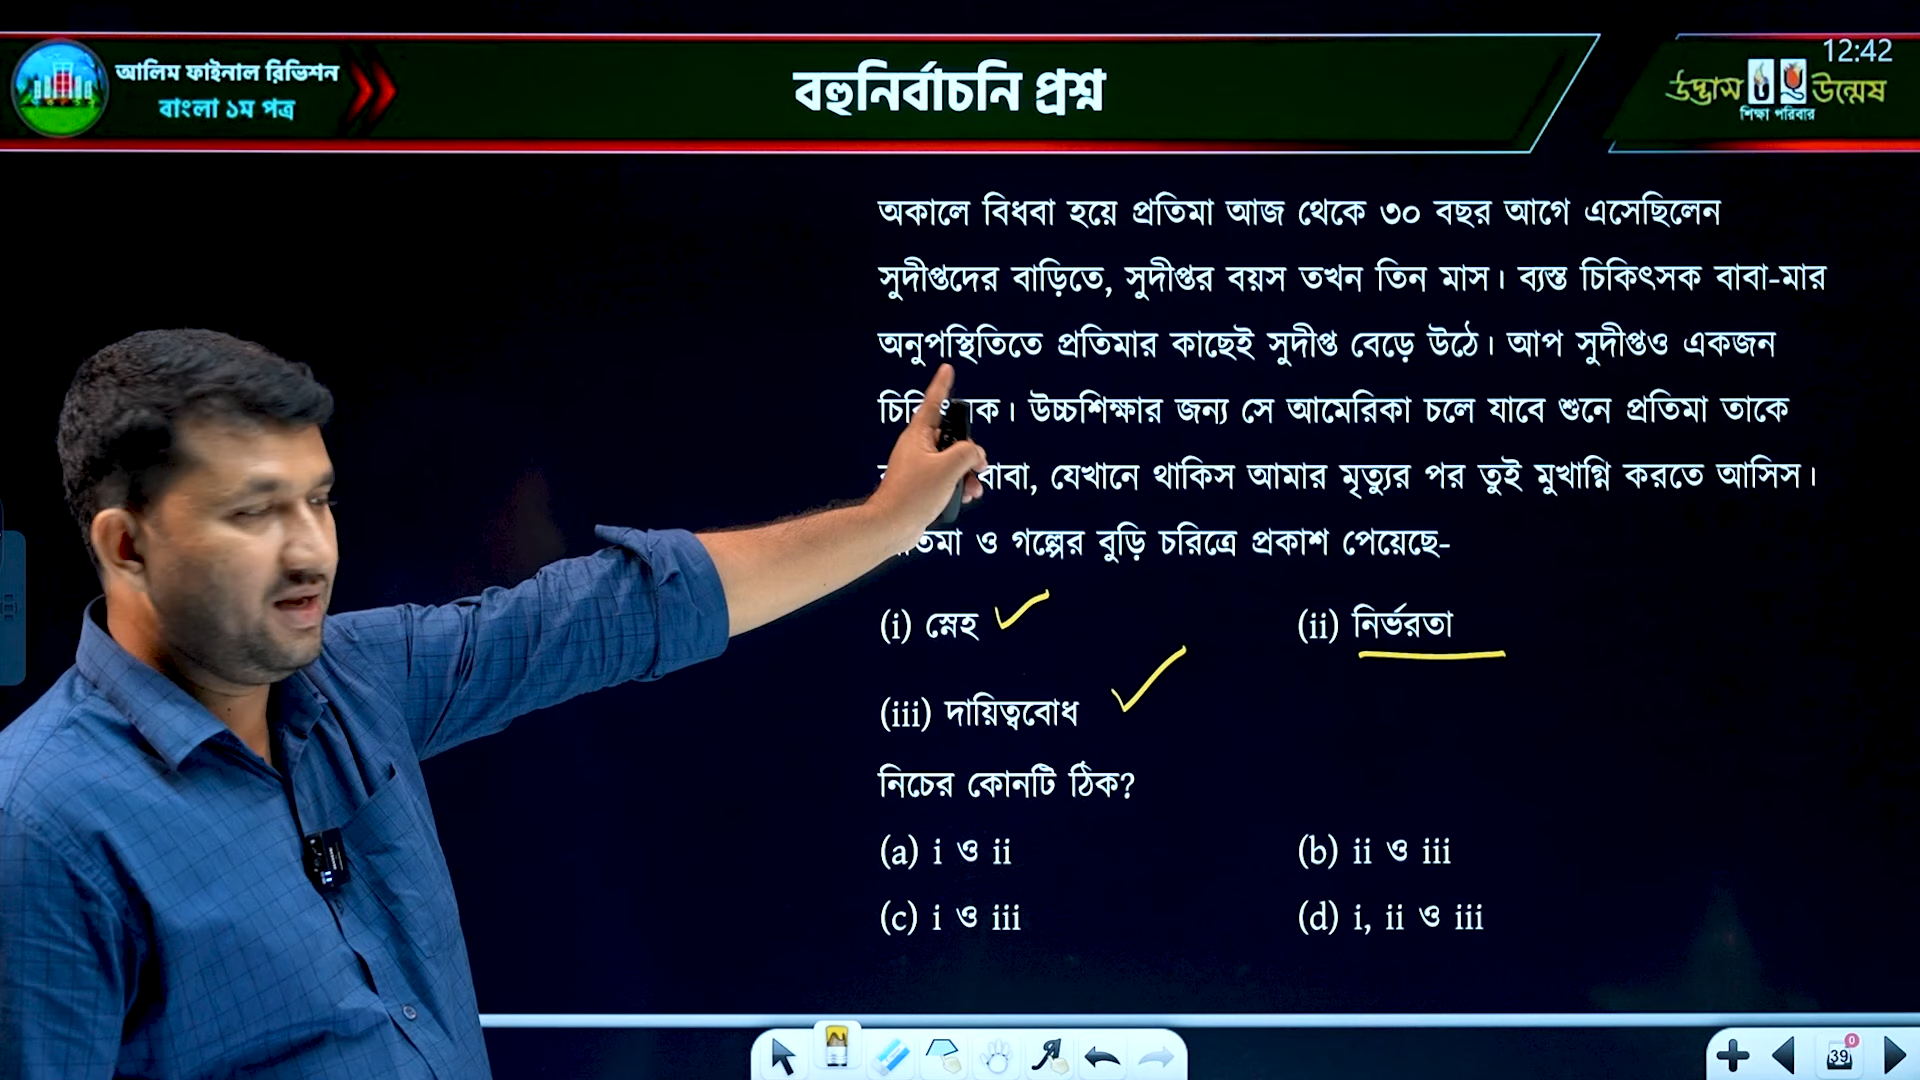 12:42
আলিম ফাইনাল রিভিশন
বাংলা ১ম পত্র
বহুনির্বাচনি প্রশ্ন
উদ্ভাস উন্মেষ
শিক্ষা পরিবার
অকালে বিধবা হয়ে প্রতিমা আজ থেকে ৩০ বছর আগে এসেছিলেন
সুদীপ্তদের বাড়িতে, সুদীপ্তর বয়স তখন তিন মাস। ব্যস্ত চিকিৎসক বাবা-মার
অনুপস্থিতিতে প্রতিমার কাছেই সুদীপ্ত বেড়ে উঠে। আপ সুদীপ্তও একজন
উচ্চশিক্ষার জন্য সে আমেরিকা চলে যাবে শুনে প্রতিমা তাকে
বাবা, যেখানে থাকিস আমার মৃত্যুর পর তুই মুখাগ্নি করতে আসিস।
ও গল্পের বুড়ি চরিত্রে প্রকাশ পেয়েছে-
(i) স্নেহ (ii) নির্ভরতা
(iii) দায়িত্ববোধ
নিচের কোনটি ঠিক?
(a) i ও ii (b) ii ও iii
(c) i ও iii (d) i, ii ও iii
39
0